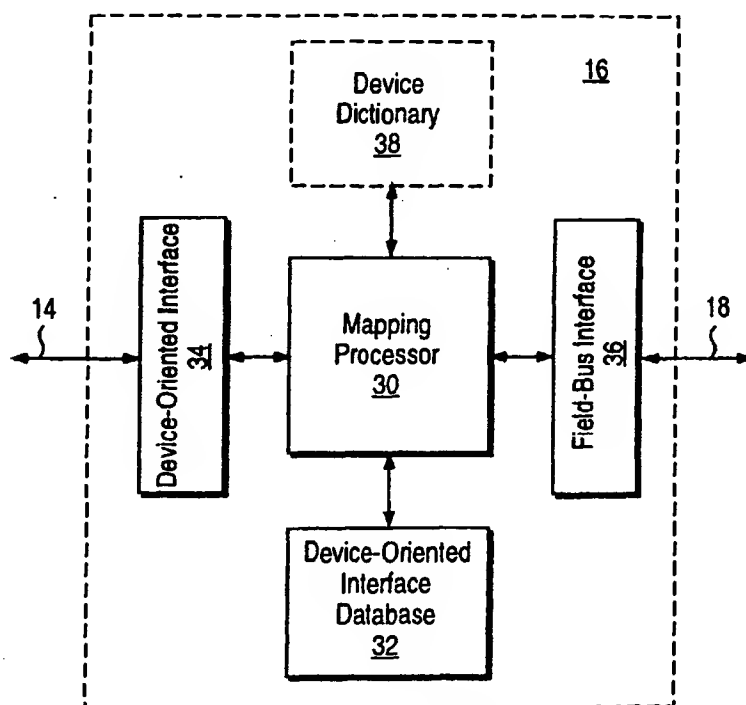 16
Device
Dictionary
38
14
Device-Oriented Interface
34
Mapping
Processor
30
Field-Bus Interface
36
18
Device-Oriented
Interface
Database
32